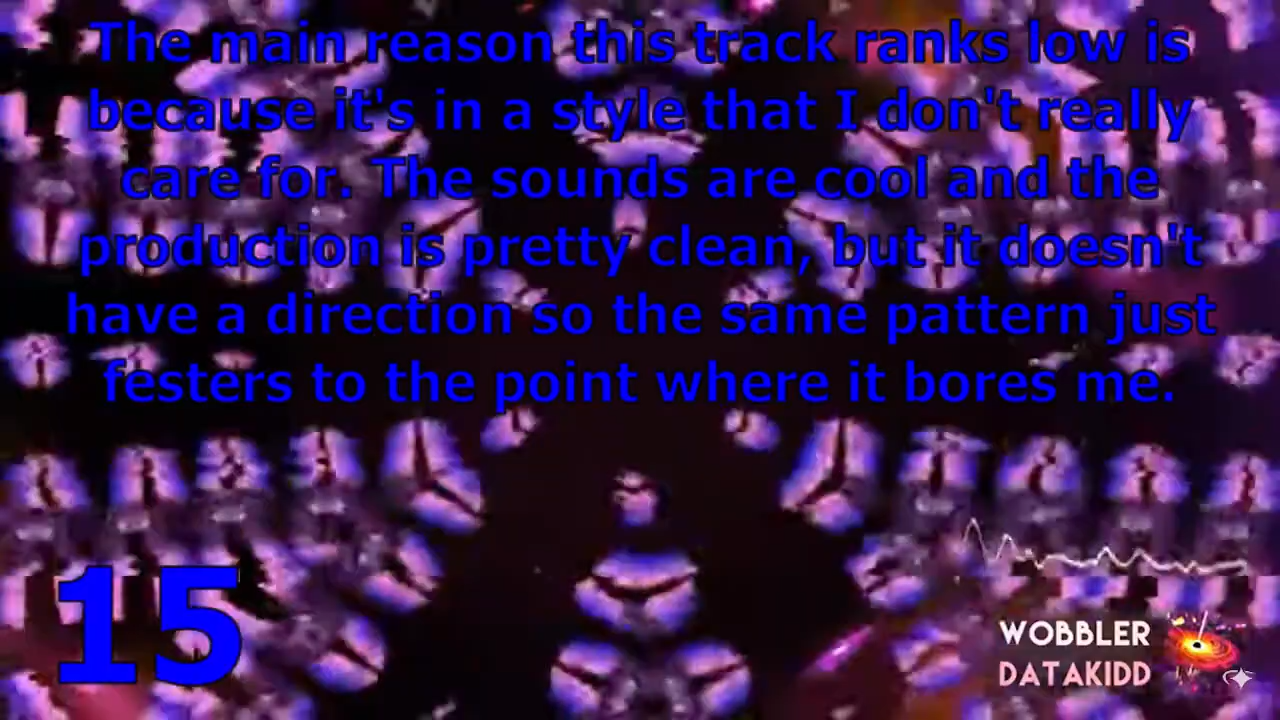 The main reason this track ranks low is
because it's in a style that I don't really
care for. The sounds are cool and the
production is pretty clean, but it doesn't
have a direction so the same pattern just
festers to the point where it bores me.
15
WOBBLER
DATAKIDD